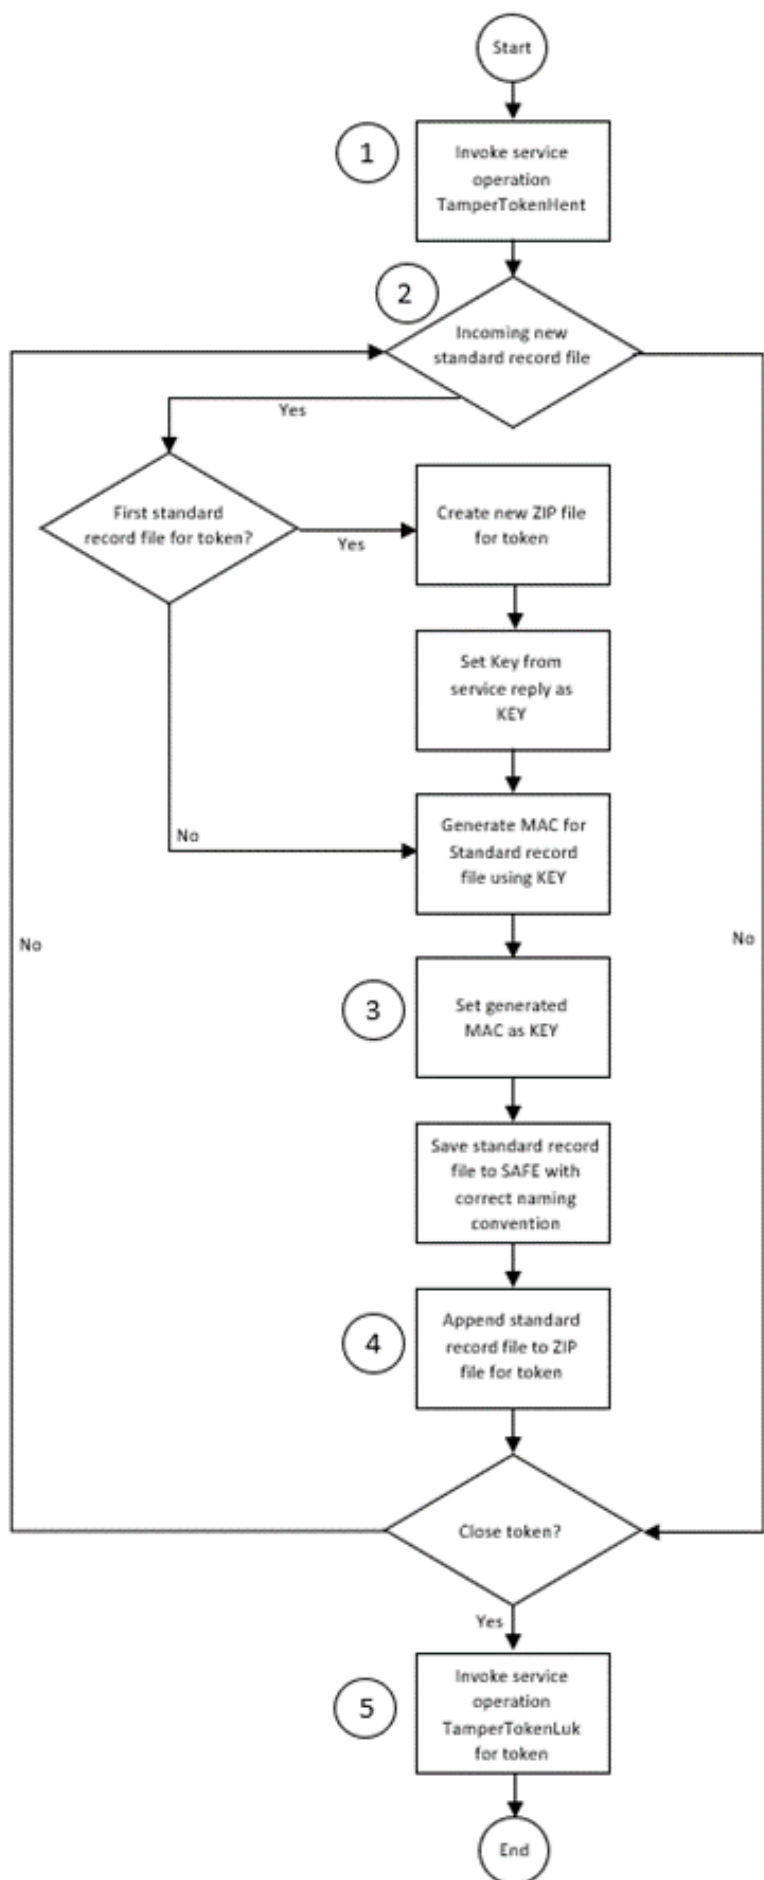 Start
1
Invoke service
operation
TamperTokenHent
2
Incoming new
standard record file
Yes
First standard
record file for token?
Yes
Create new ZIP file
for token
Set Key from
service reply as
KEY
No
Generate MAC for
Standard record
file using KEY
No
No
3
Set generated
MAC as KEY
Save standard record
file to SAFE with
correct naming
convention
4
Append standard
record file to ZIP
file for token
Close token?
Yes
5
Invoke service
operation
TamperTokenLuk
for token
End